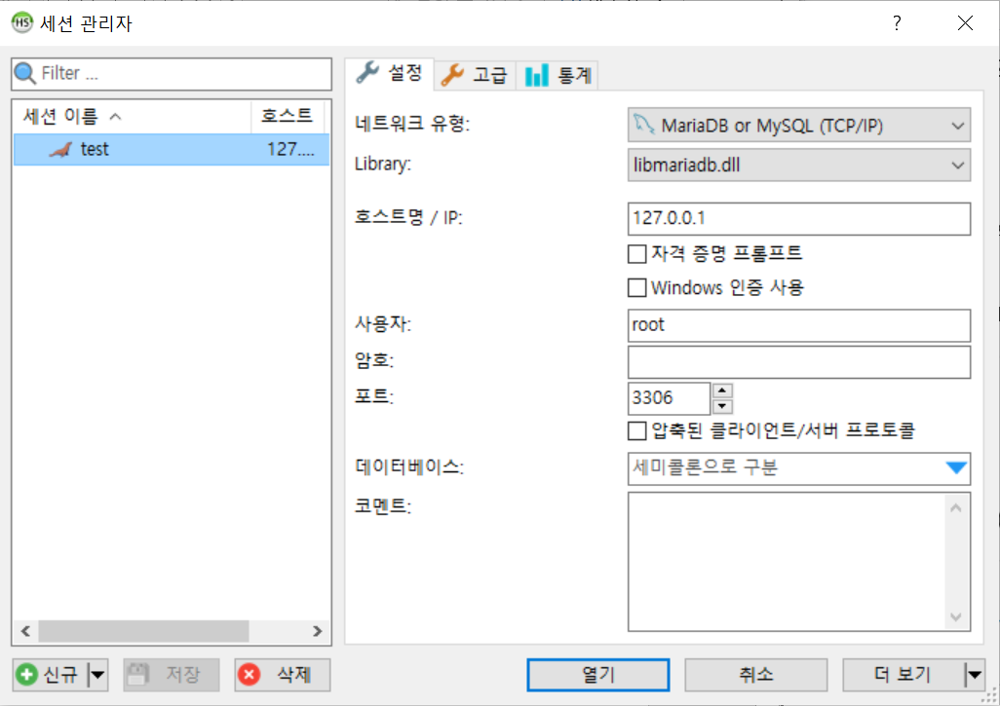 HS 세션 관리자 ?
Filter ...
세션 이름 호스트
test 127....
설정 고급 통계
네트워크 유형: MariaDB or MySQL (TCP/IP)
Library: libmariadb.dll
호스트명 / IP: 127.0.0.1
자격 증명 프롬프트
Windows 인증 사용
사용자: root
암호:
포트: 3306
압축된 클라이언트/서버 프로토콜
데이터베이스: 세미콜론으로 구분
코멘트:
신규 저장 삭제 열기 취소 더 보기